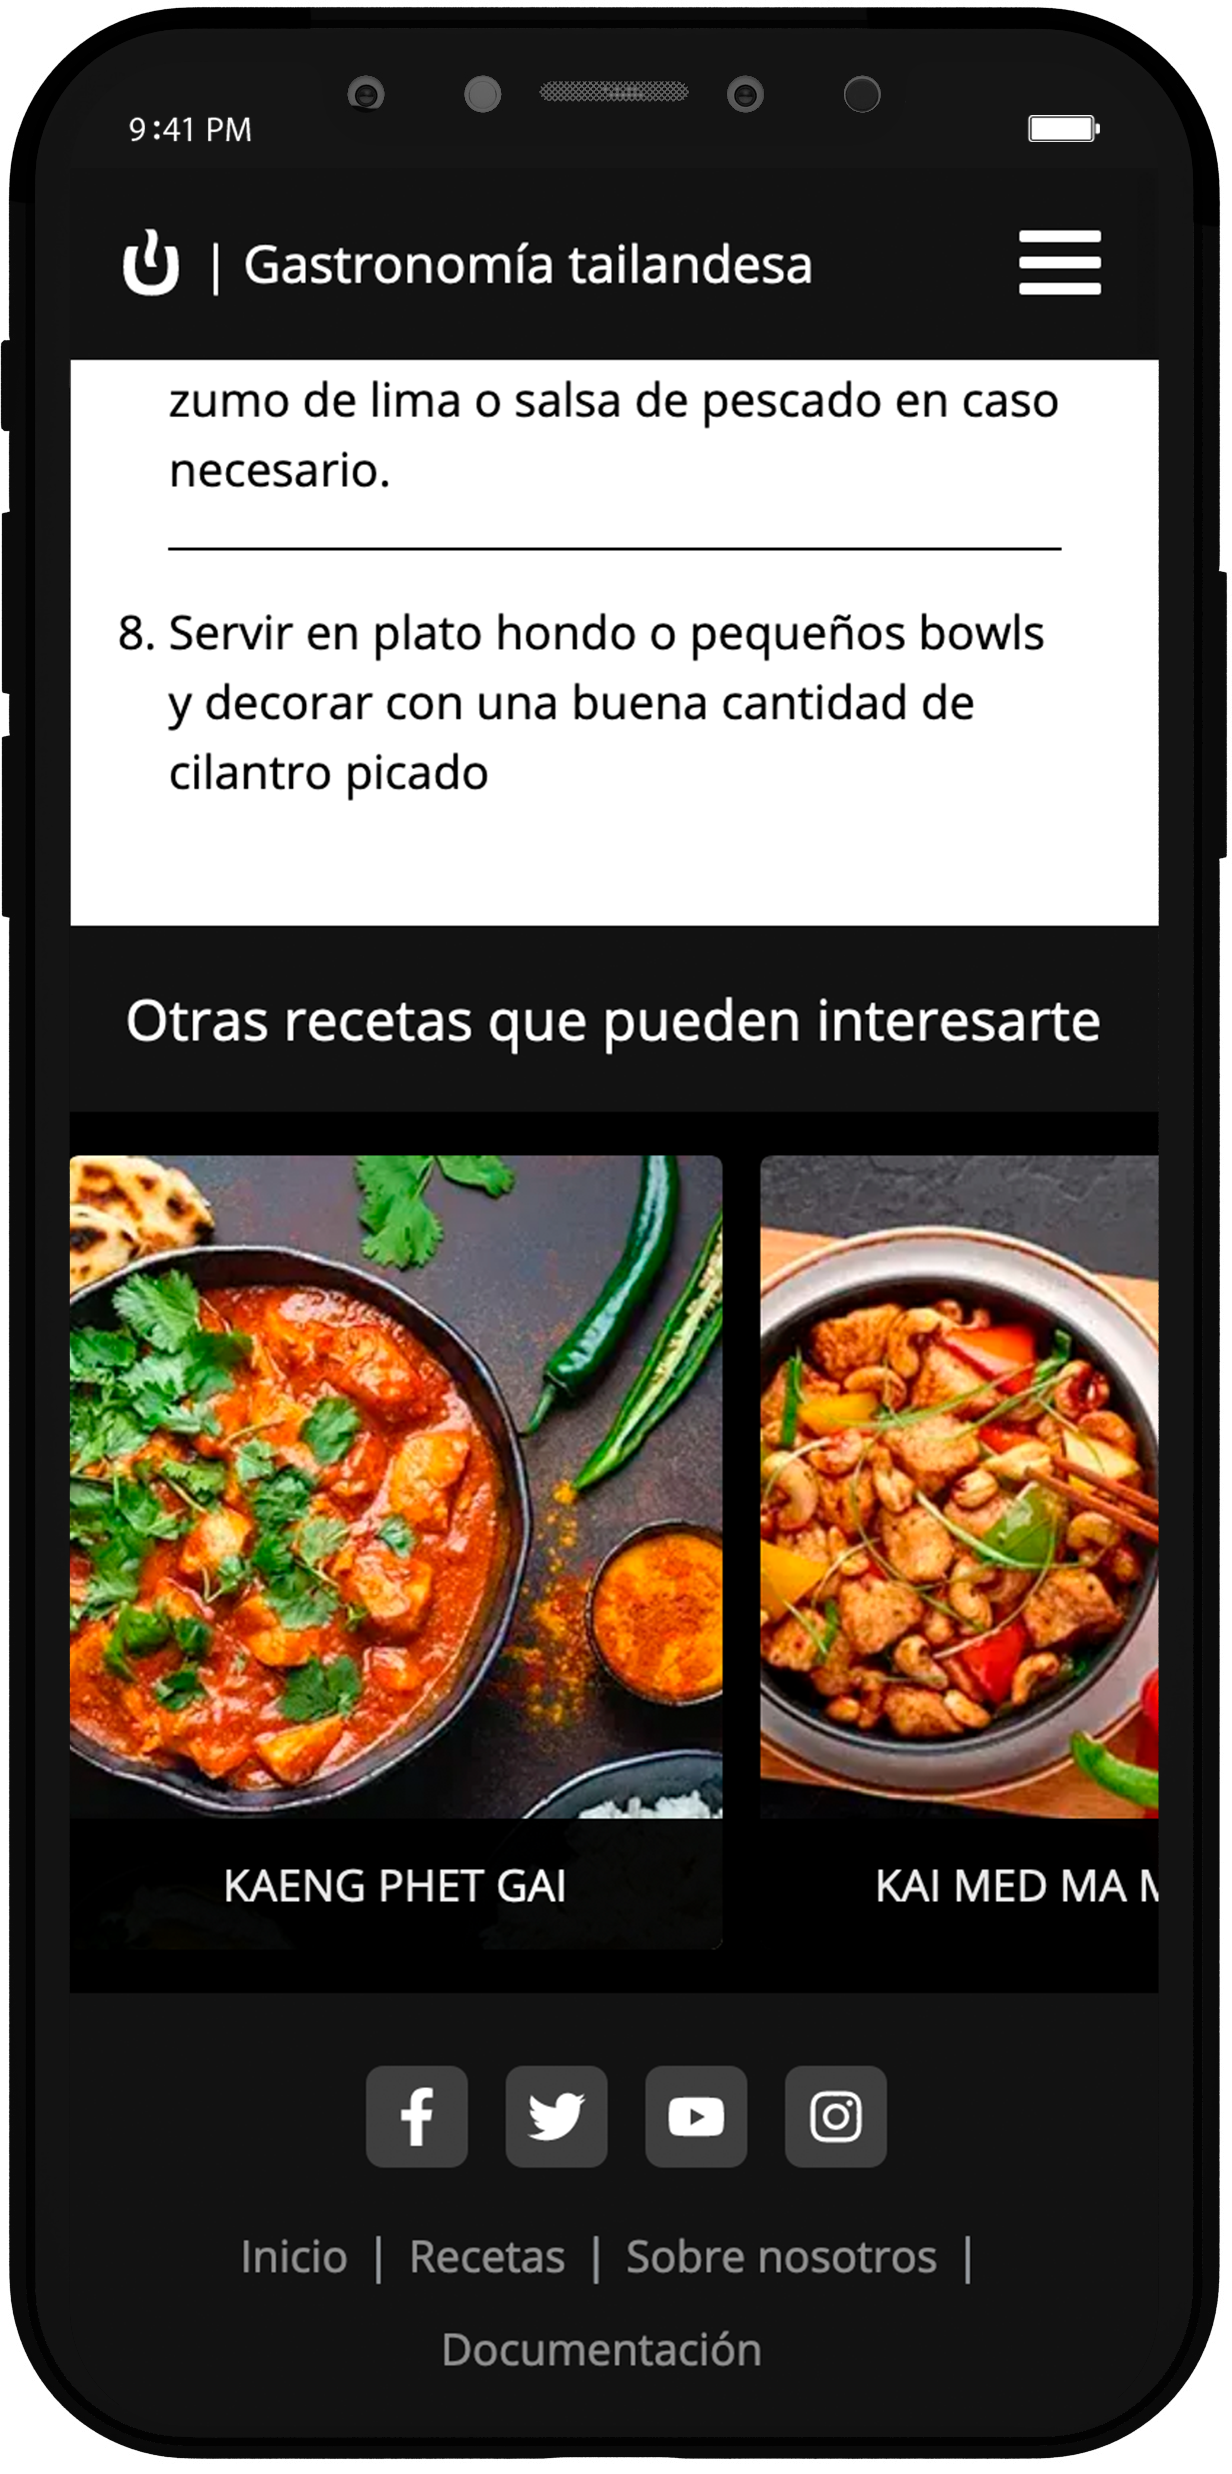 9:41 PM
| Gastronomía tailandesa
zumo de lima o salsa de pescado en caso
necesario.
8. Servir en plato hondo o pequeños bowls
y decorar con una buena cantidad de
cilantro picado
Otras recetas que pueden interesarte
KAENG PHET GAI
KAI MED MA
Inicio | Recetas | Sobre nosotros |
Documentación